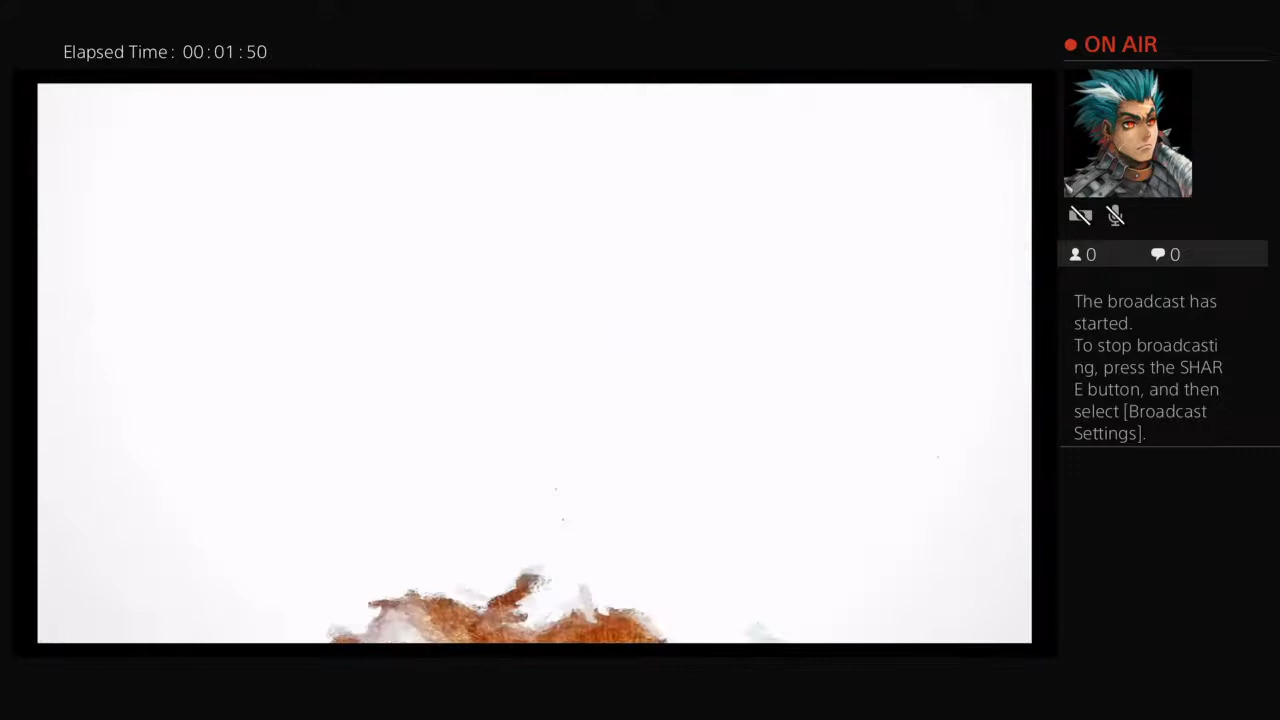 Elapsed Time: 00:01:50
ON AIR
0 0
The broadcast has
started.
To stop broadcasti
ng, press the SHAR
E button, and then
select [Broadcast
Settings].